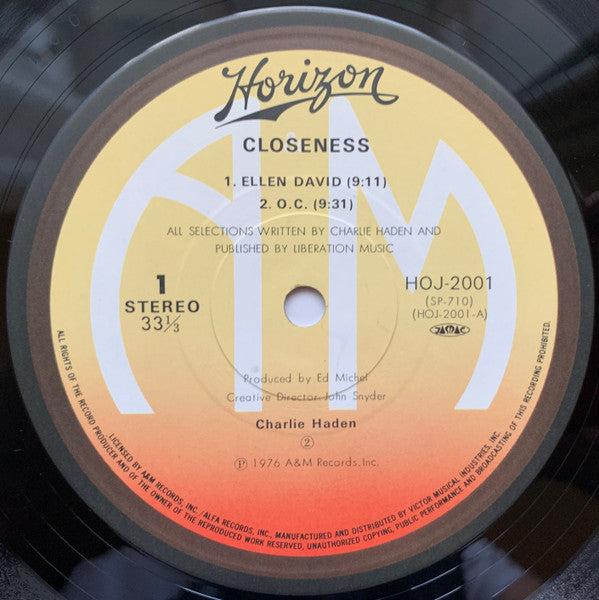 Horizon
A&M
CLOSENESS
1. ELLEN DAVID (9:11)
2. O.C. (9:31)
ALL SELECTIONS WRITTEN BY CHARLIE HADEN AND
PUBLISHED BY LIBERATION MUSIC
1
STEREO
33⅓
HOJ-2001
(SP-710)
(HOJ-2001-A)
JASRAC
Produced by Ed Michel
Creative Director: John Snyder
Charlie Haden
②
Ⓟ 1976 A&M Records, Inc.
ALL RIGHTS OF THE RECORD PRODUCER AND OF THE OWNER OF THE REPRODUCED WORK RESERVED, UNAUTHORIZED COPYING, PUBLIC PERFORMANCE AND BROADCASTING OF THIS RECORDING PROHIBITED.
LICENSED BY A&M RECORDS, INC./ALFA RECORDS, INC., MANUFACTURED AND DISTRIBUTED BY VICTOR MUSICAL INDUSTRIES, INC.